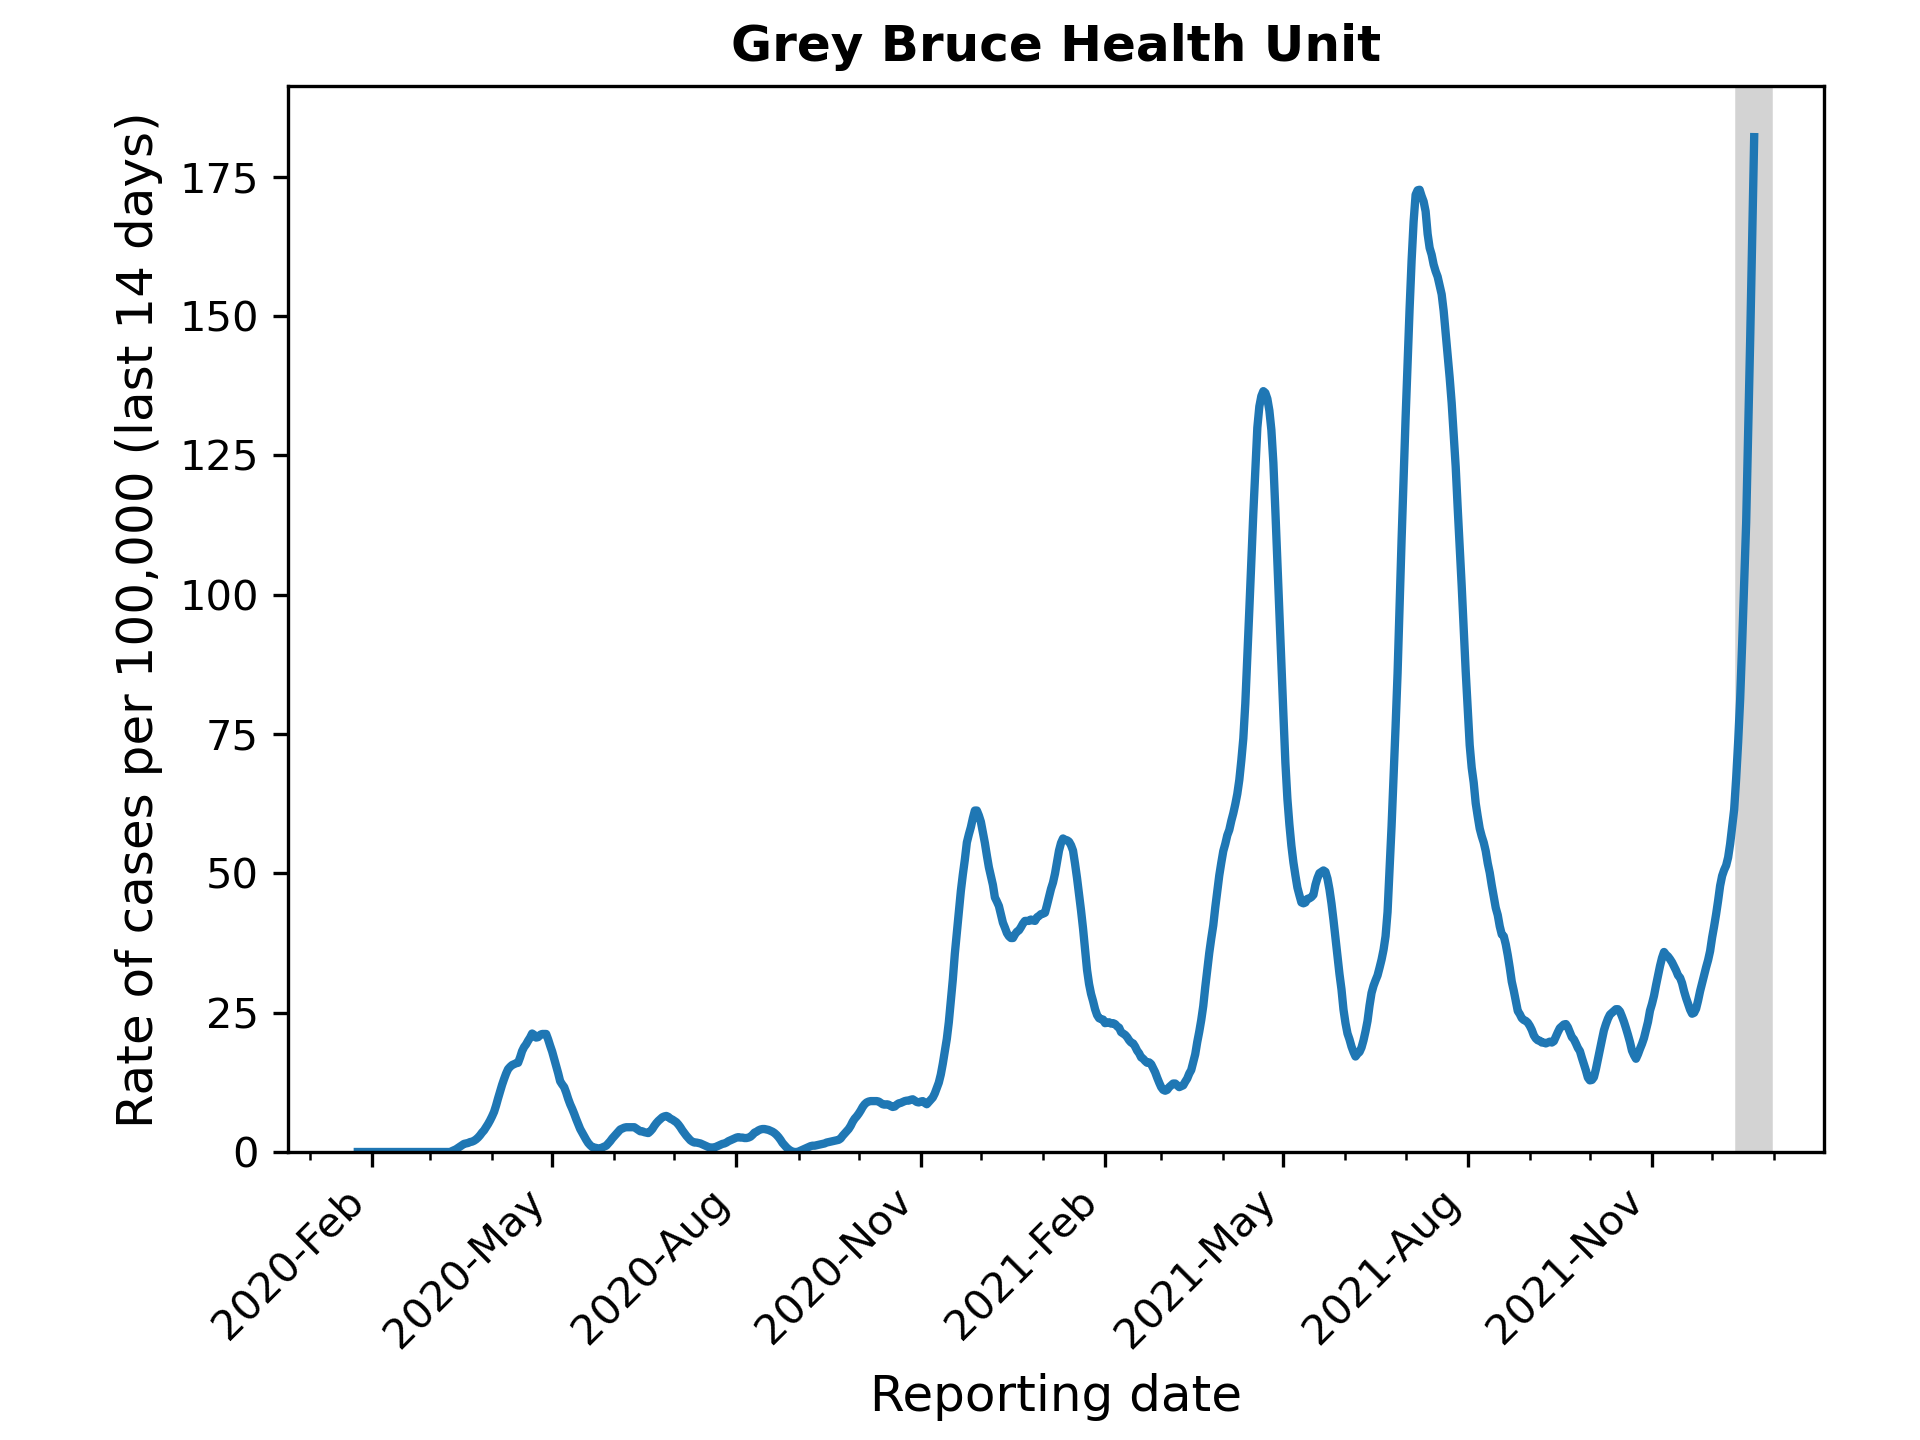 Grey Bruce Health Unit
Rate of cases per 100,000 (last 14 days)
175
150
125
100
75
50
25
0
2020-Feb
2020-May
2020-Aug
2020-Nov
2021-Feb
2021-May
2021-Aug
2021-Nov
Reporting date